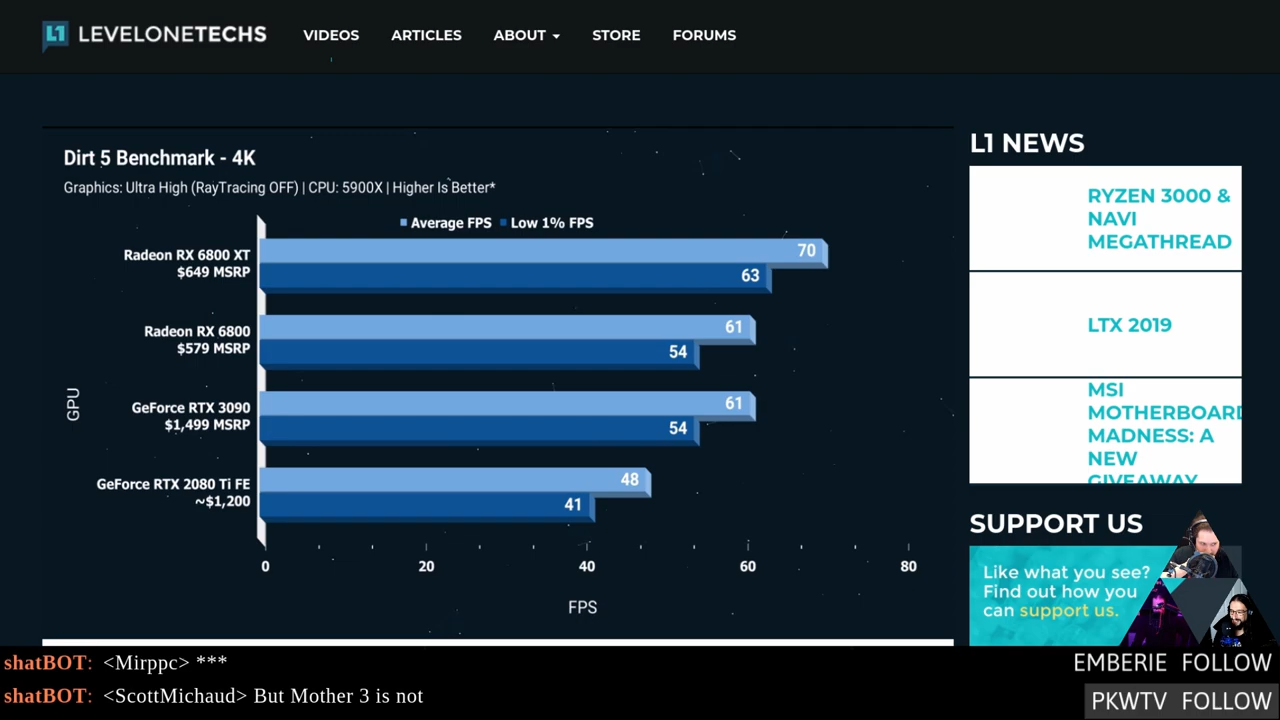 L1 LEVELONETECHS VIDEOS ARTICLES ABOUT STORE FORUMS
Dirt 5 Benchmark - 4K
Graphics: Ultra High (RayTracing OFF) | CPU: 5900X | Higher Is Better*
Average FPS Low 1% FPS
Radeon RX 6800 XT
$649 MSRP
70
63
Radeon RX 6800
$579 MSRP
61
54
GPU
GeForce RTX 3090
$1,499 MSRP
61
54
GeForce RTX 2080 Ti FE
~$1,200
48
41
0 20 40 60 80
FPS
L1 NEWS
RYZEN 3000 &
NAVI
MEGATHREAD
LTX 2019
MSI
MOTHERBOARD
MADNESS: A
NEW
GIVEAWAY
SUPPORT US
Like what you see?
Find out how you
can support us.
shatBOT: <Mirppc> ***
shatBOT: <ScottMichaud> But Mother 3 is not
EMBERIE FOLLOW
PKWTV FOLLOW